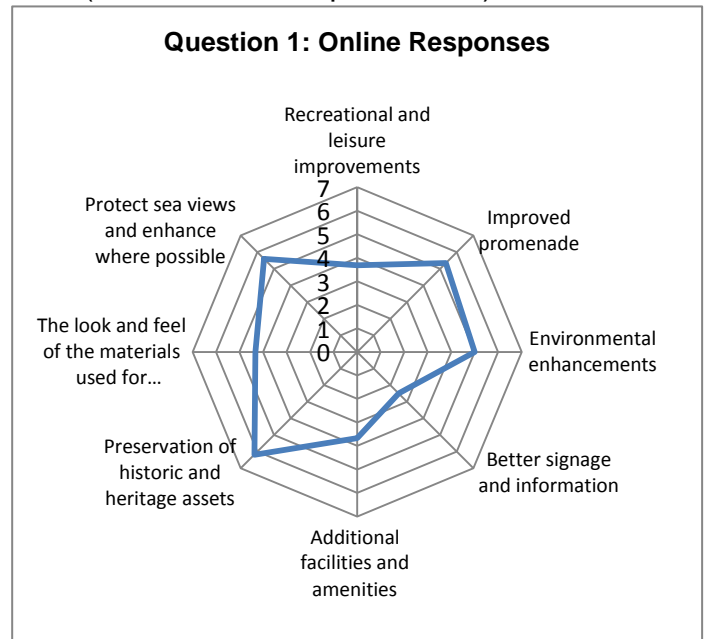 Question 1: Online Responses
Recreational and
leisure
improvements
7
6
5
4
3
2
1
0
Improved
promenade
Environmental
enhancements
Better signage
and information
Additional
facilities and
amenities
Preservation of
historic and
heritage assets
The look and feel
of the materials
used for…
Protect sea views
and enhance
where possible